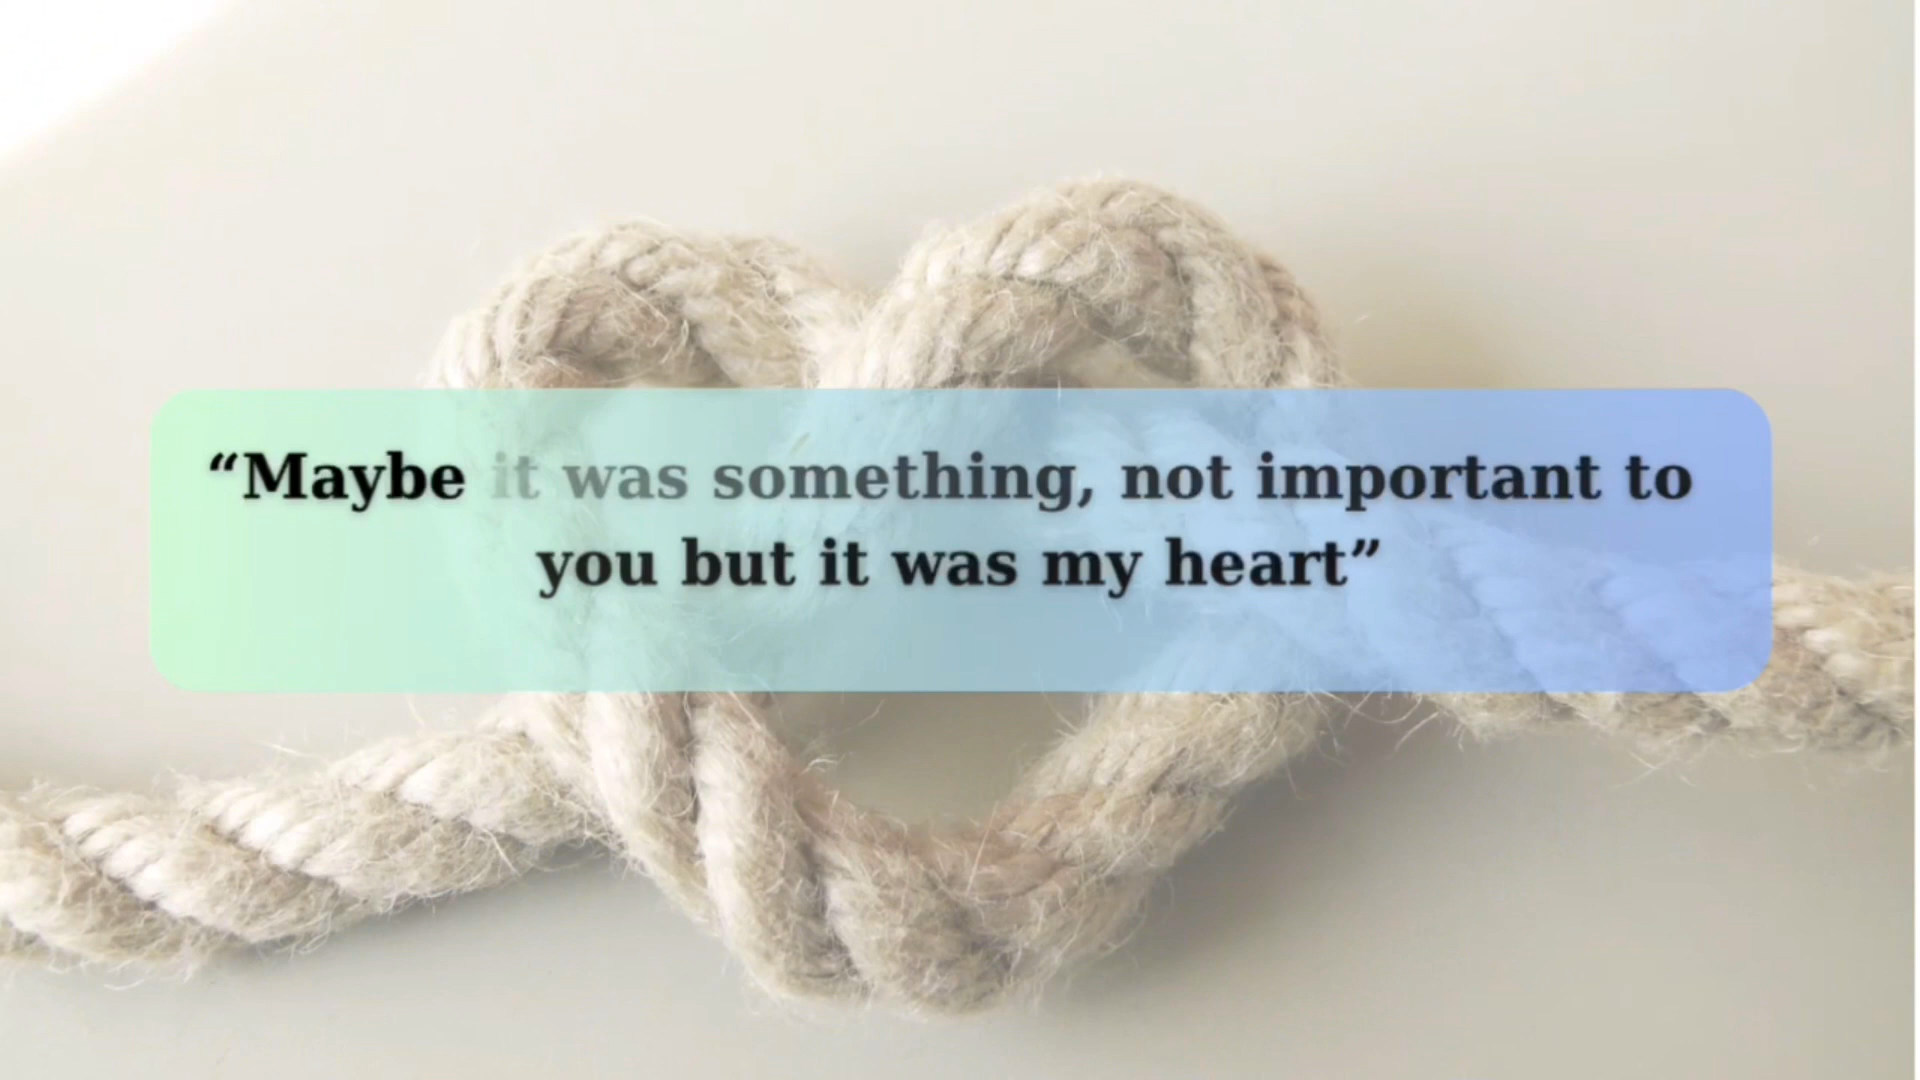 “Maybe it was something, not important to
you but it was my heart”